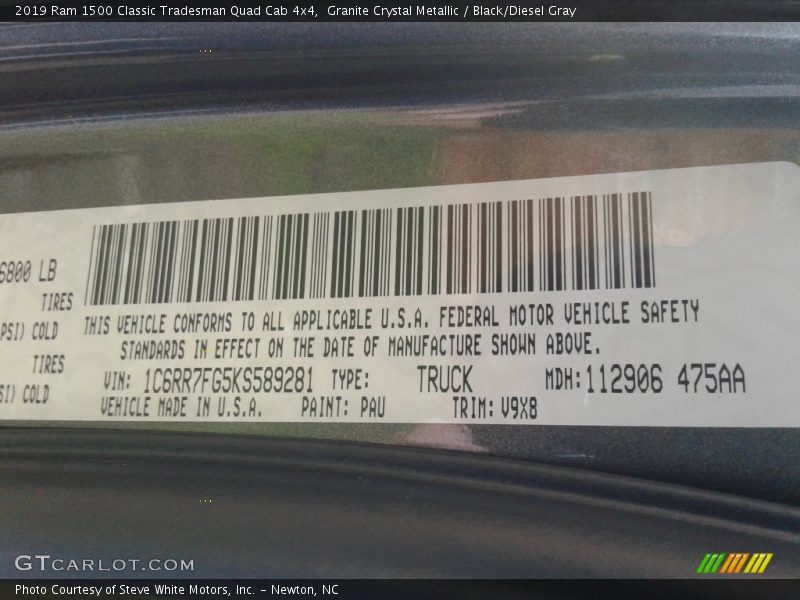 2019 Ram 1500 Classic Tradesman Quad Cab 4x4,  Granite Crystal Metallic / Black/Diesel Gray
6800 LB
TIRES
PSI) COLD
TIRES
SI) COLD
THIS VEHICLE CONFORMS TO ALL APPLICABLE U.S.A. FEDERAL MOTOR VEHICLE SAFETY
STANDARDS IN EFFECT ON THE DATE OF MANUFACTURE SHOWN ABOVE.
VIN: 1C6RR7FG5KS589281 TYPE: TRUCK MDH:112906 475AA
VEHICLE MADE IN U.S.A. PAINT: PAU TRIM: V9X8
GTCARLOT.COM
Photo Courtesy of Steve White Motors, Inc. – Newton, NC